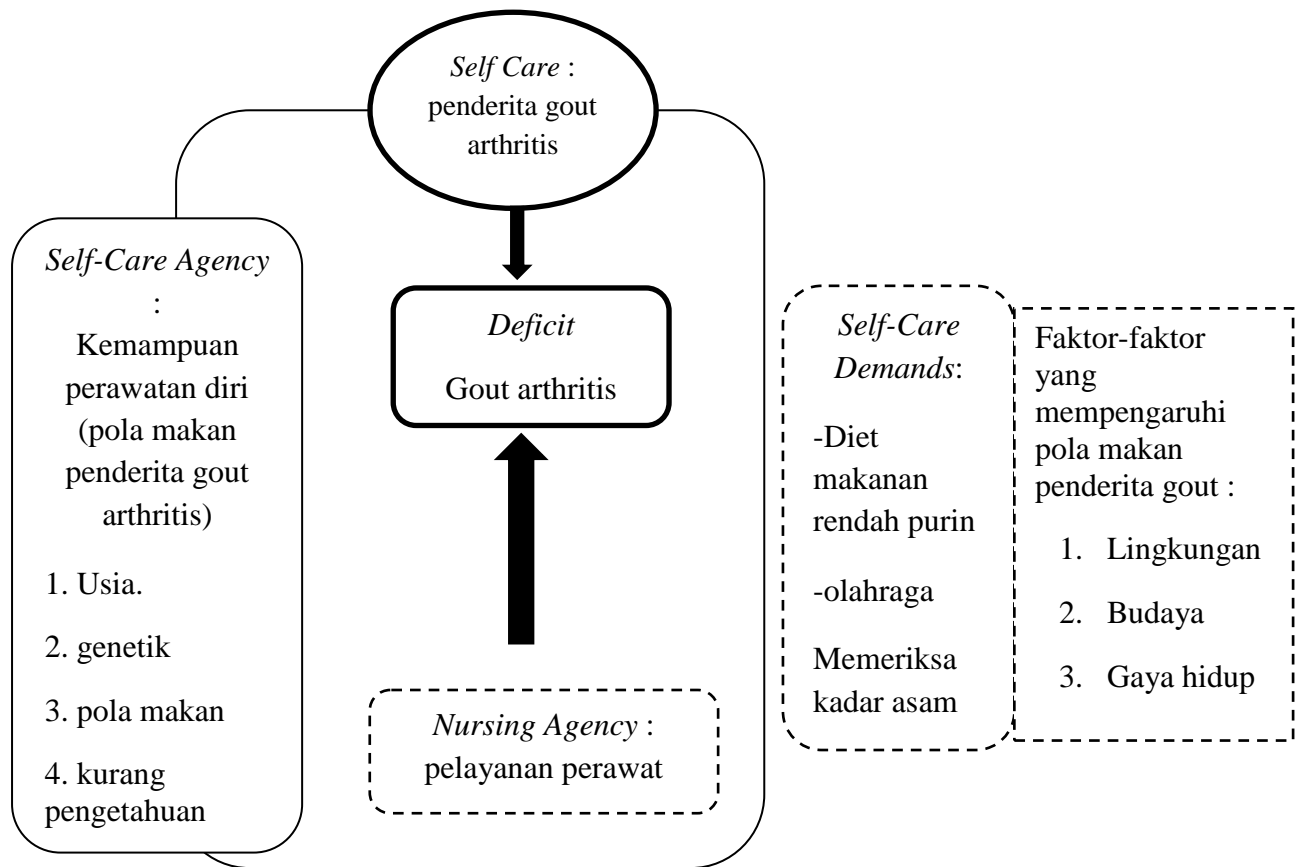 Self Care :
penderita gout
arthritis
Self-Care Agency
:
Kemampuan
perawatan diri
(pola makan
penderita gout
arthritis)
1. Usia.
2. genetik
3. pola makan
4. kurang
pengetahuan
Deficit
Gout arthritis
Nursing Agency :
pelayanan perawat
Self-Care
Demands:
-Diet
makanan
rendah purin
-olahraga
Memeriksa
kadar asam
Faktor-faktor
yang
mempengaruhi
pola makan
penderita gout :
1. Lingkungan
2. Budaya
3. Gaya hidup